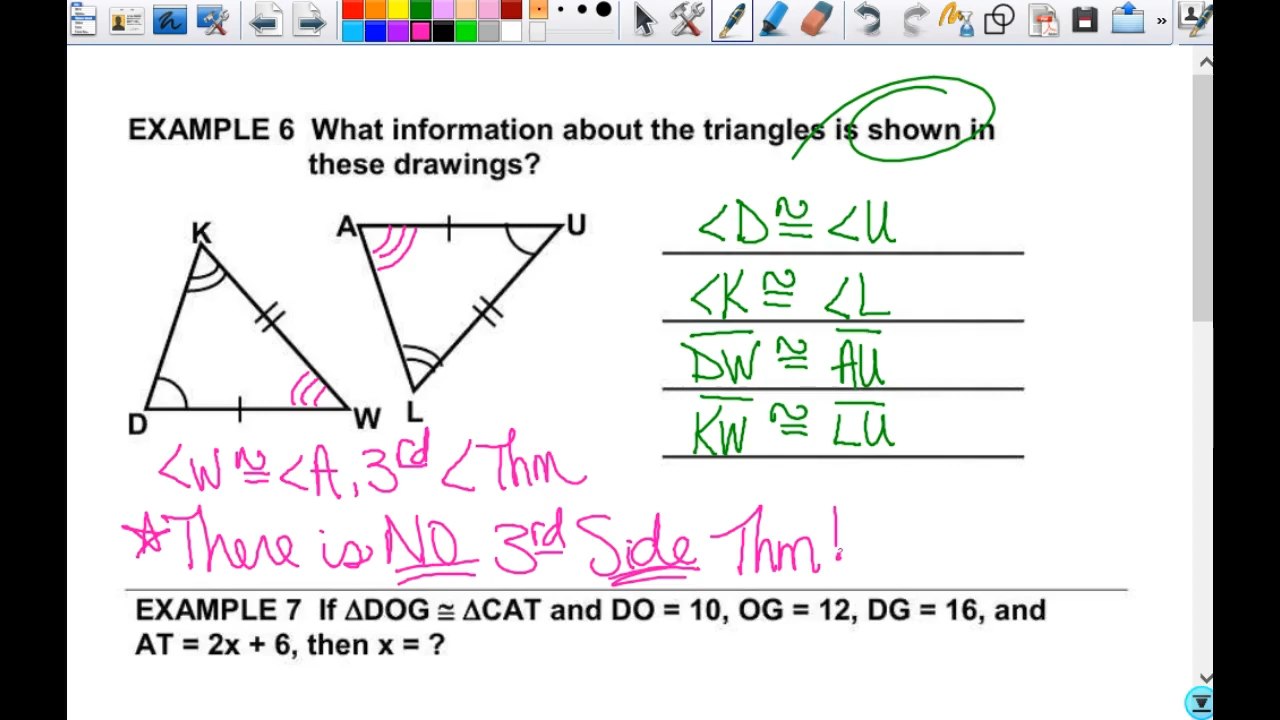 EXAMPLE 6 What information about the triangles is shown in
these drawings?
K
A
U
D
W
L
<D ≅ <U
<K ≅ <L
DW ≅ AU
KW ≅ LU
<W ≅ <A, 3rd < Thm
☆There is NO 3rd Side Thm!
EXAMPLE 7 If ΔDOG ≅ ΔCAT and DO = 10, OG = 12, DG = 16, and
AT = 2x + 6, then x = ?